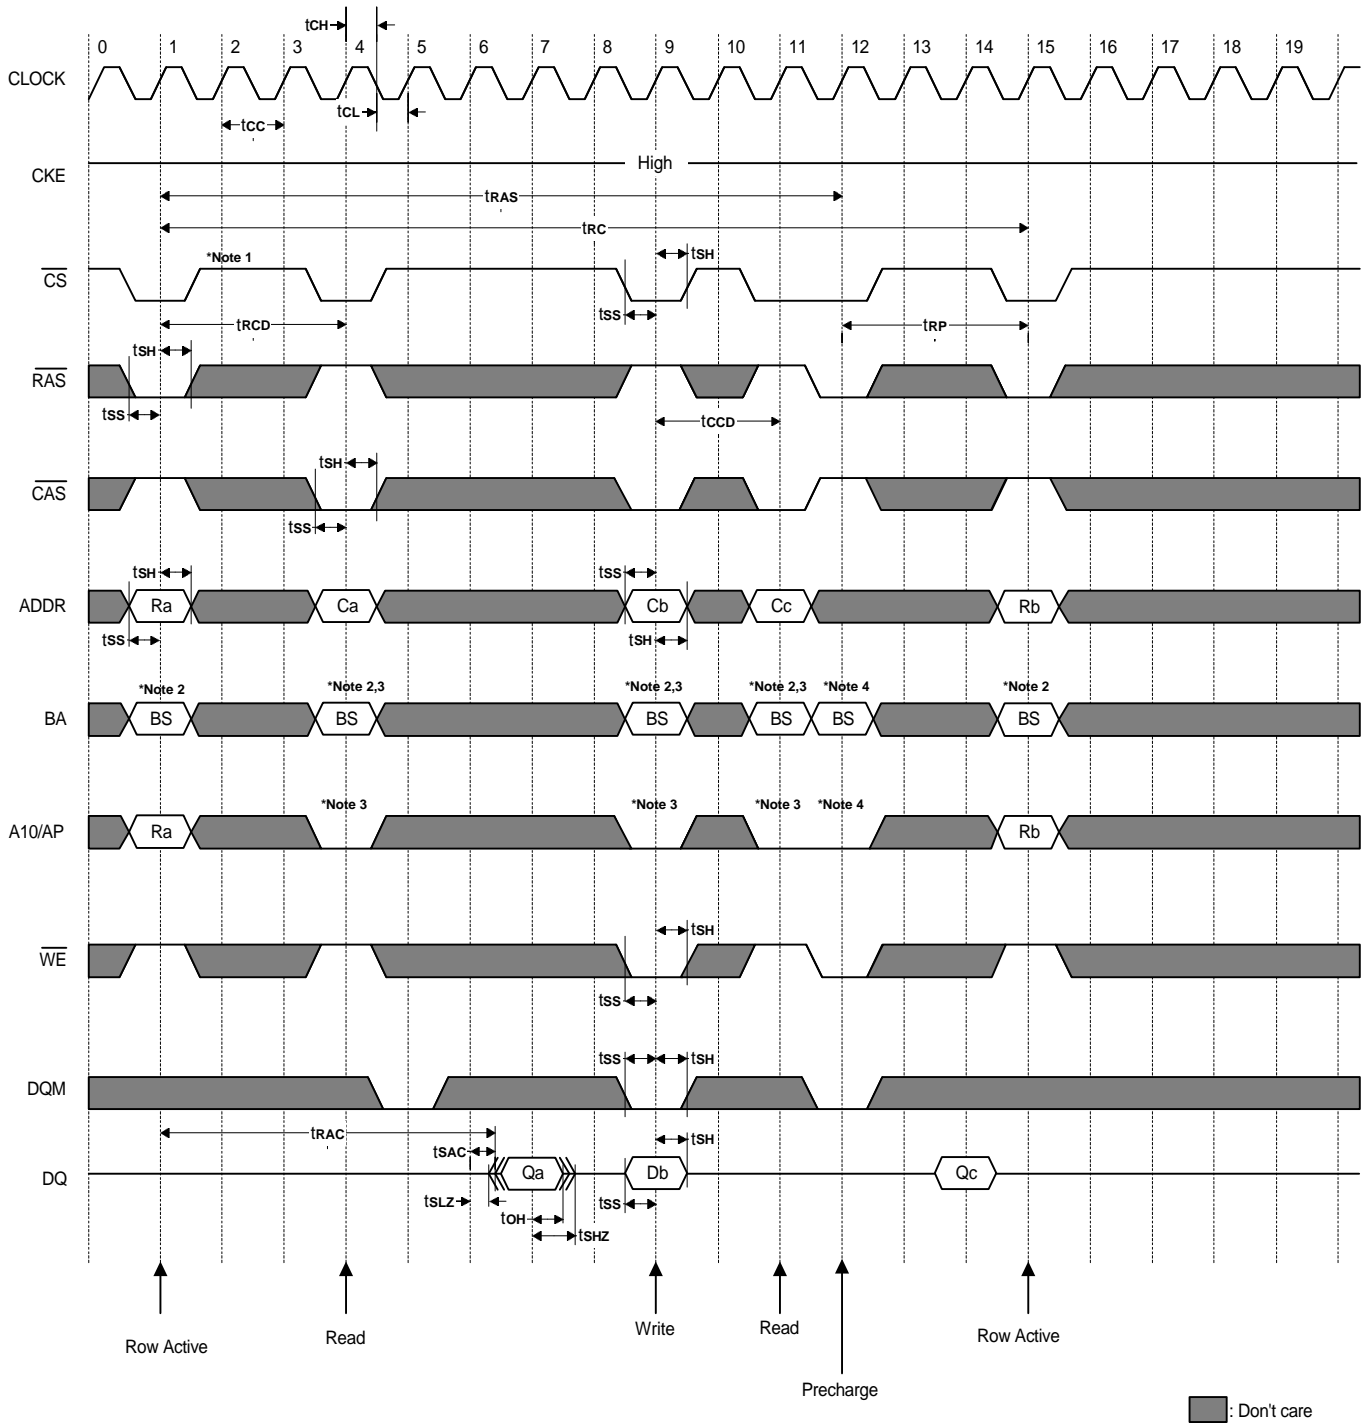 tCH
0 1 2 3 4 5 6 7 8 9 10 11 12 13 14 15 16 17 18 19
CLOCK
tCL
tCC
High
CKE
tRAS
tRC
*Note 1
tSH
CS
tSS
tRCD
tRP
tSH
RAS
tSS
tCCD
tSH
CAS
tSS
tSH
tSS
ADDR
Ra Ca Cb Cc Rb
tSS
tSH
*Note 2 *Note 2,3 *Note 2,3 *Note 2,3 *Note 4 *Note 2
BA
BS BS BS BS BS BS
*Note 3 *Note 3 *Note 3 *Note 4
A10/AP
Ra Rb
tSH
WE
tSS
tSS tSH
DQM
tRAC
tSAC
tSH
DQ
Qa Db Qc
tSLZ
tSS
tOH
tSHZ
Row Active
Read
Write
Read
Row Active
Precharge
: Don't care